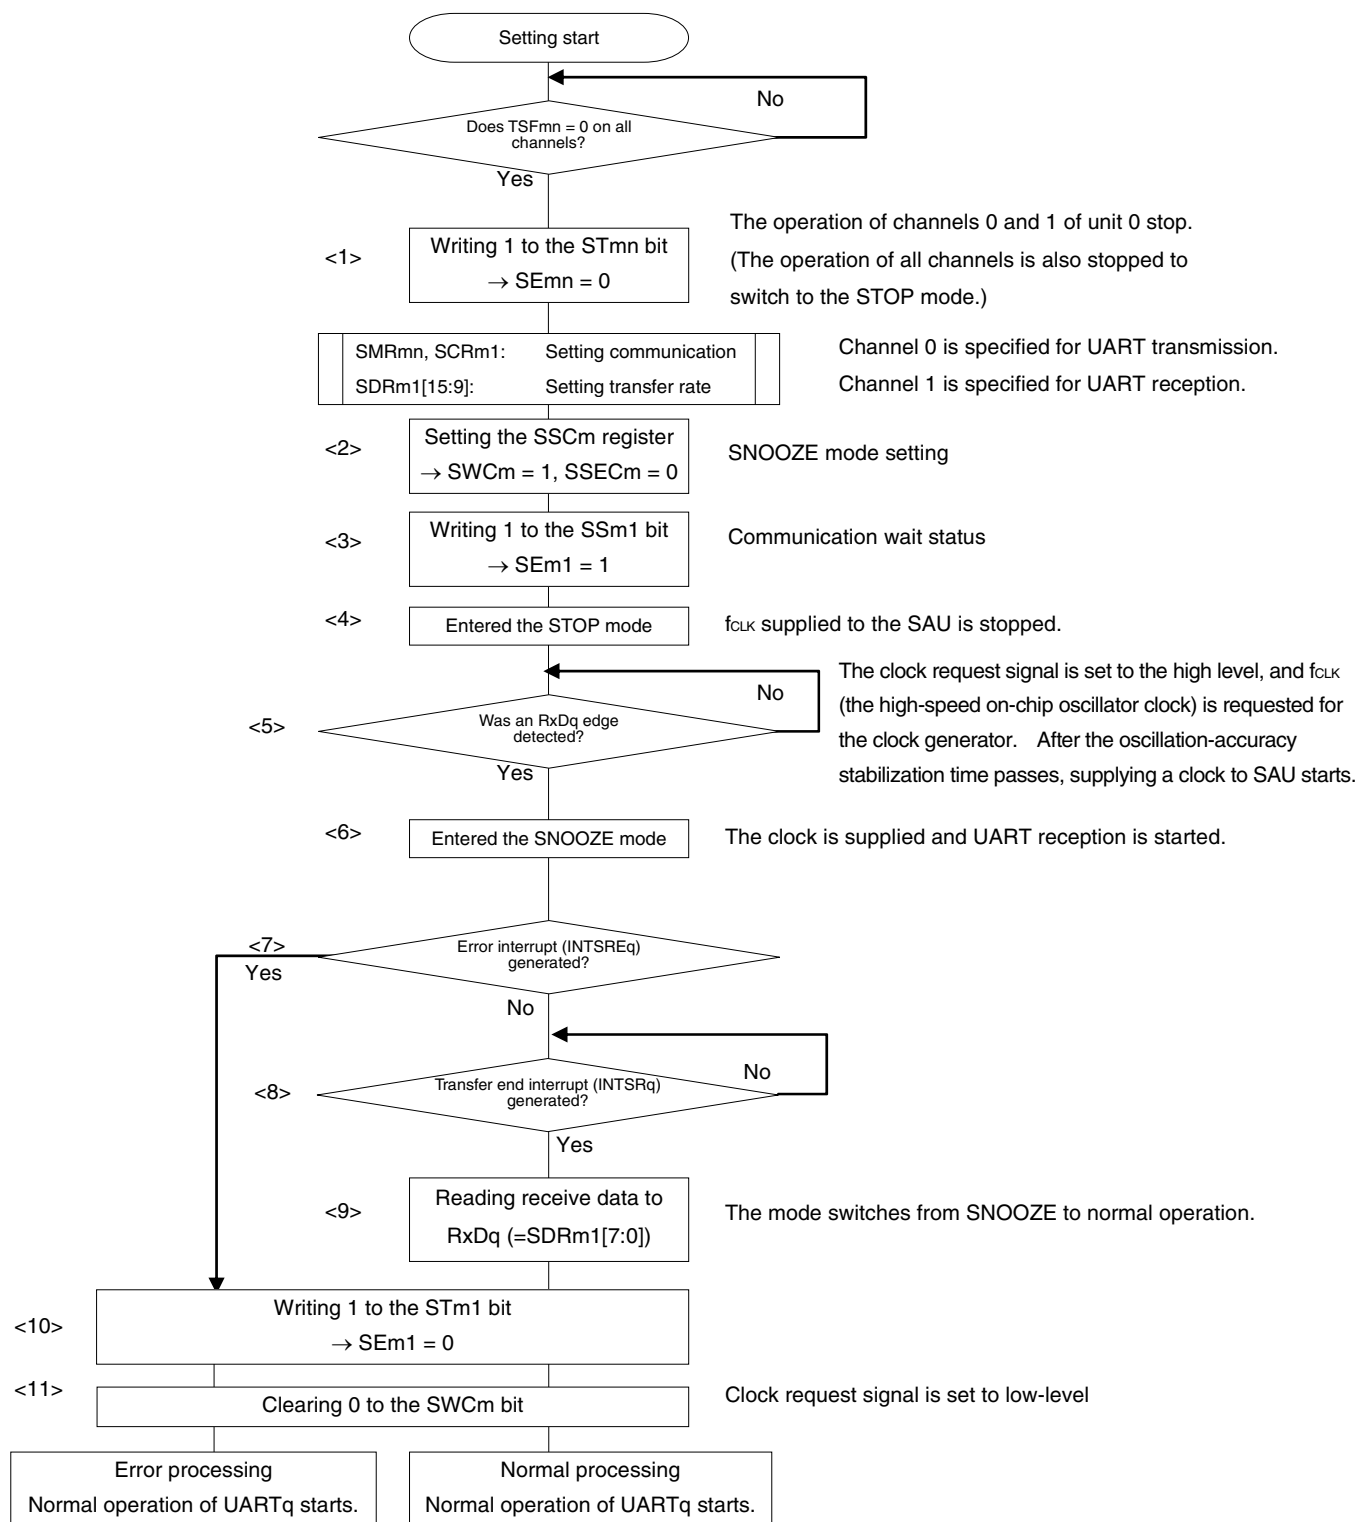 Setting start
No
Does TSFmn = 0 on all
channels?
Yes
<1>
Writing 1 to the STmn bit
→ SEmn = 0
The operation of channels 0 and 1 of unit 0 stop.
(The operation of all channels is also stopped to
switch to the STOP mode.)
SMRmn, SCRm1: Setting communication
SDRm1[15:9]: Setting transfer rate
Channel 0 is specified for UART transmission.
Channel 1 is specified for UART reception.
<2>
Setting the SSCm register
→ SWCm = 1, SSECm = 0
SNOOZE mode setting
<3>
Writing 1 to the SSm1 bit
→ SEm1 = 1
Communication wait status
<4>
Entered the STOP mode
fCLK supplied to the SAU is stopped.
No
<5>
Was an RxDq edge
detected?
Yes
The clock request signal is set to the high level, and fCLK
(the high-speed on-chip oscillator clock) is requested for
the clock generator. After the oscillation-accuracy
stabilization time passes, supplying a clock to SAU starts.
<6>
Entered the SNOOZE mode
The clock is supplied and UART reception is started.
<7>
Yes
Error interrupt (INTSREq)
generated?
No
No
<8>
Transfer end interrupt (INTSRq)
generated?
Yes
<9>
Reading receive data to
RxDq (=SDRm1[7:0])
The mode switches from SNOOZE to normal operation.
<10>
Writing 1 to the STm1 bit
→ SEm1 = 0
<11>
Clearing 0 to the SWCm bit
Clock request signal is set to low-level
Error processing
Normal operation of UARTq starts.
Normal processing
Normal operation of UARTq starts.